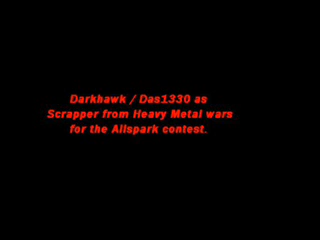 Darkhawk / Das1330 as
Scrapper from Heavy Metal wars
for the Allspark contest.